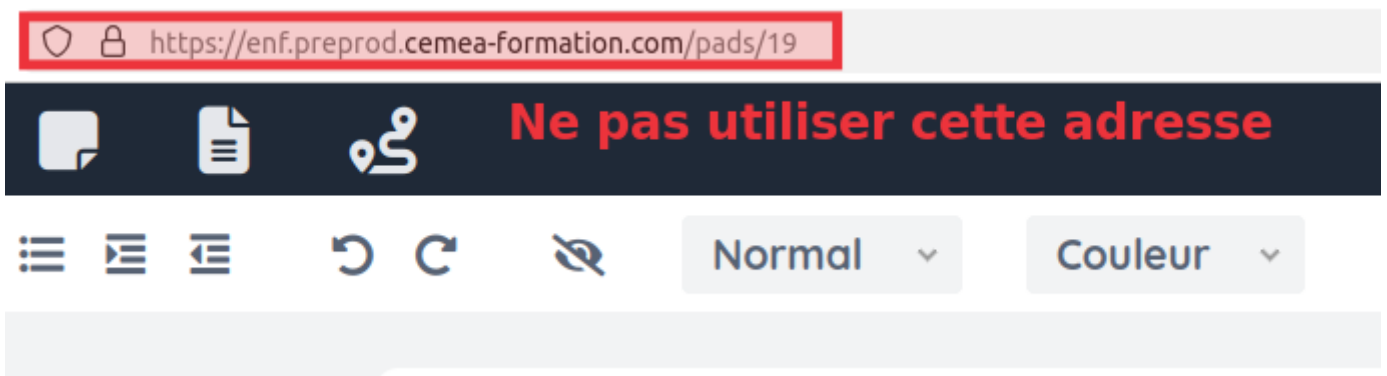 https://enf.preprod.cemea-formation.com/pads/19
Ne pas utiliser cette adresse
Normal
Couleur